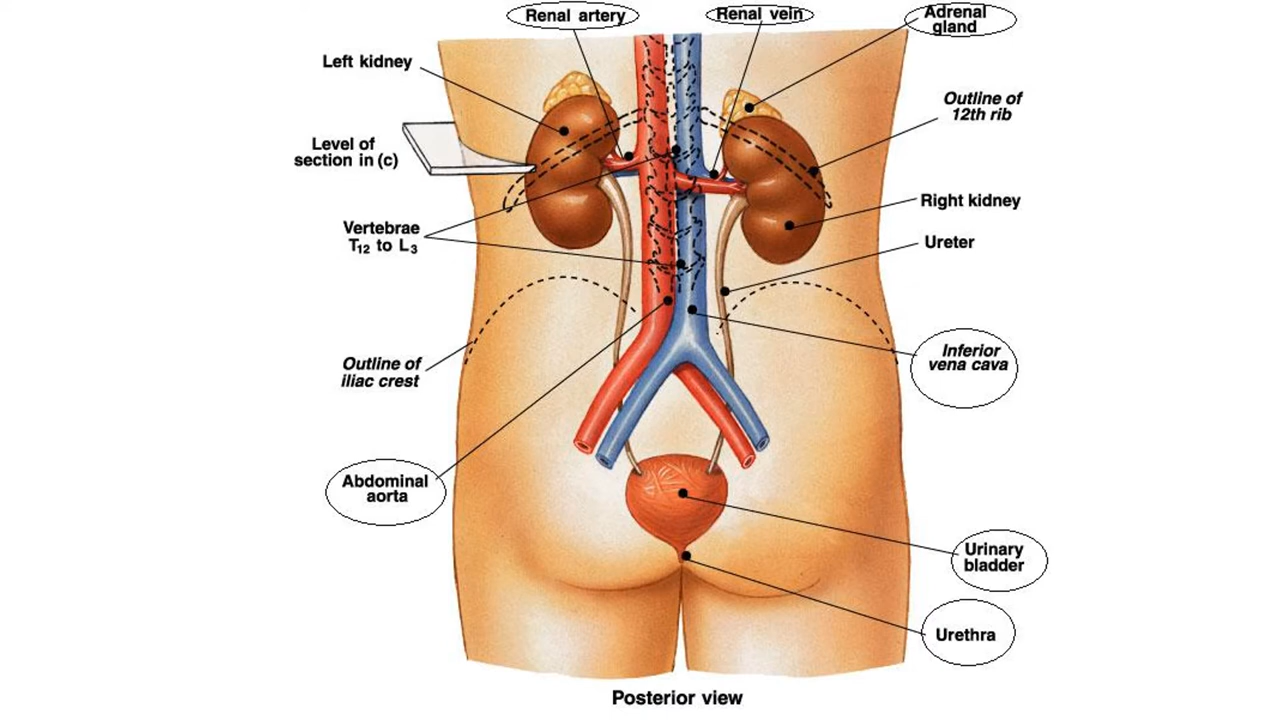 Renal artery
Renal vein
Adrenal
gland
Left kidney
Outline of
12th rib
Level of
section in (c)
Right kidney
Vertebrae
T₁₂ to L₃
Ureter
Inferior
vena cava
Outline of
iliac crest
Abdominal
aorta
Urinary
bladder
Urethra
Posterior view